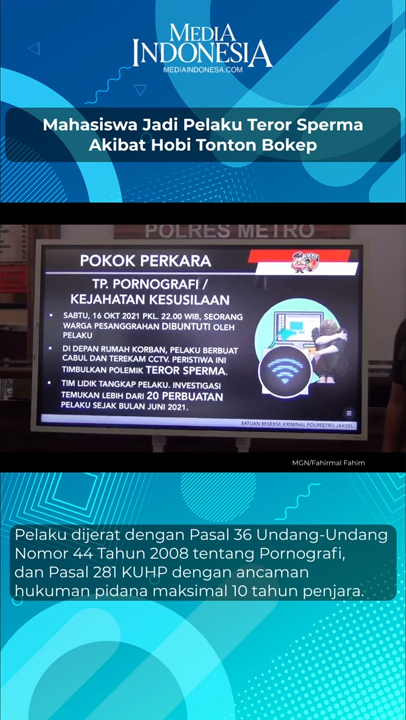 MEDIA
INDONESIA
MEDIAINDONESA.COM
Mahasiswa Jadi Pelaku Teror Sperma
Akibat Hobi Tonton Bokep
POLRES METRO
POKOK PERKARA
TP. PORNOGRAFI /
KEJAHATAN KESUSILAAN
• SABTU, 16 OKT 2021 PKL. 22.00 WIB, SEORANG
WARGA PESANGGRAHAN DIBUNTUTI OLEH
PELAKU
• DI DEPAN RUMAH KORBAN, PELAKU BERBUAT
CABUL DAN TEREKAM CCTV. PERISTIWA INI
TIMBULKAN POLEMIK TEROR SPERMA.
• TIM LIDIK TANGKAP PELAKU. INVESTIGASI
TEMUKAN LEBIH DARI 20 PERBUATAN
PELAKU SEJAK BULAN JUNI 2021.
SATUAN RESERSE KRIMINAL POLRESTRO JAKSEL
MGN/Fahirmal Fahim
Pelaku dijerat dengan Pasal 36 Undang-Undang
Nomor 44 Tahun 2008 tentang Pornografi,
dan Pasal 281 KUHP dengan ancaman
hukuman pidana maksimal 10 tahun penjara.